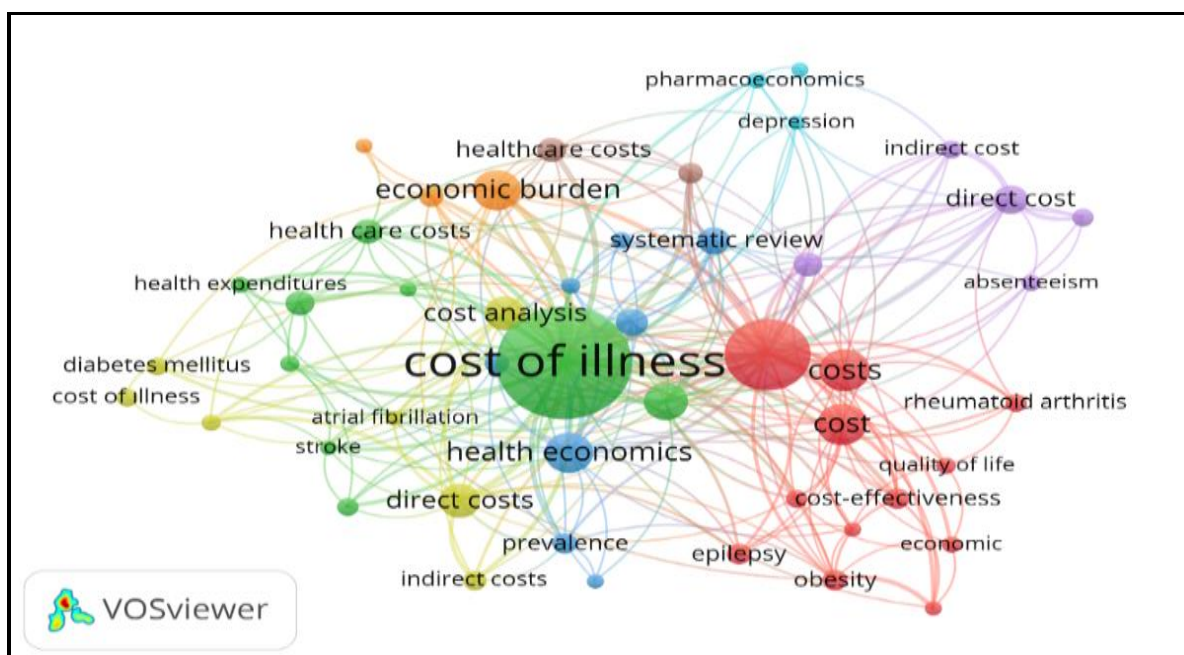 pharmacoeconomics
depression
healthcare costs
indirect cost
economic burden
direct cost
health care costs
systematic review
health expenditures
absenteeism
cost analysis
cost of illness
diabetes mellitus
costs
cost of illness
rheumatoid arthritis
atrial fibrillation
cost
stroke
health economics
quality of life
direct costs
cost-effectiveness
prevalence
epilepsy
economic
indirect costs
obesity
VOSviewer